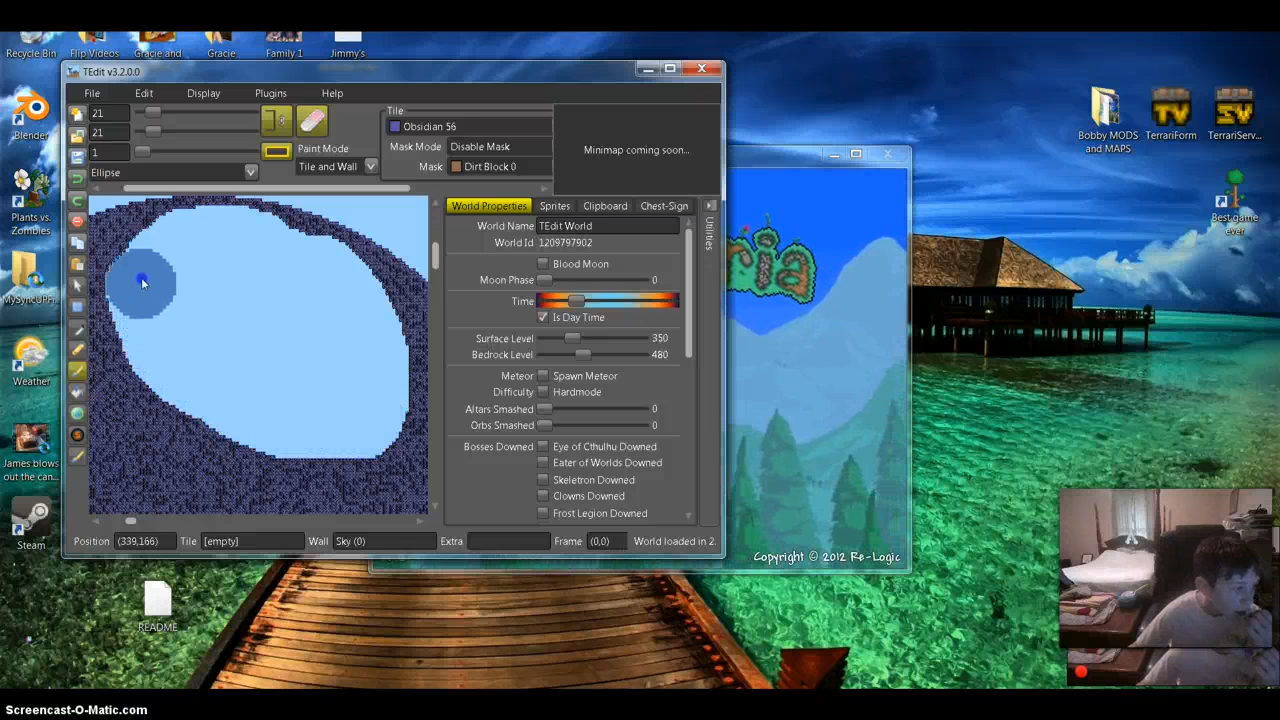 Recycle Bin
Flip Videos
Gracie and
Gracie
Family 1
Jimmy's
TEdit v3.2.0.0
File Edit Display Plugins Help
21
21
1
Ellipse
Paint Mode
Tile and Wall
Tile
Obsidian 56
Mask Mode Disable Mask
Mask Dirt Block 0
Minimap coming soon...
World Properties Sprites Clipboard Chest-Sign
Utilities
World Name TEdit World
World Id 1209797902
Blood Moon
Moon Phase 0
Time
Is Day Time
Surface Level 350
Bedrock Level 480
Meteor Spawn Meteor
Difficulty Hardmode
Altars Smashed 0
Orbs Smashed 0
Bosses Downed Eye of Cthulhu Downed
Eater of Worlds Downed
Skeletron Downed
Clowns Downed
Frost Legion Downed
Position (339,166) Tile [empty] Wall Sky (0) Extra Frame (0,0) World loaded in 2.
Copyright © 2012 Re-Logic
Blender
Plants vs.
Zombies
MySyncUPFi
Weather
James blows
out the can...
Steam
README
Bobby MODS
and MAPS
TV
TerrariForm
SV
TerrariServ...
Best game
ever
Screencast-O-Matic.com